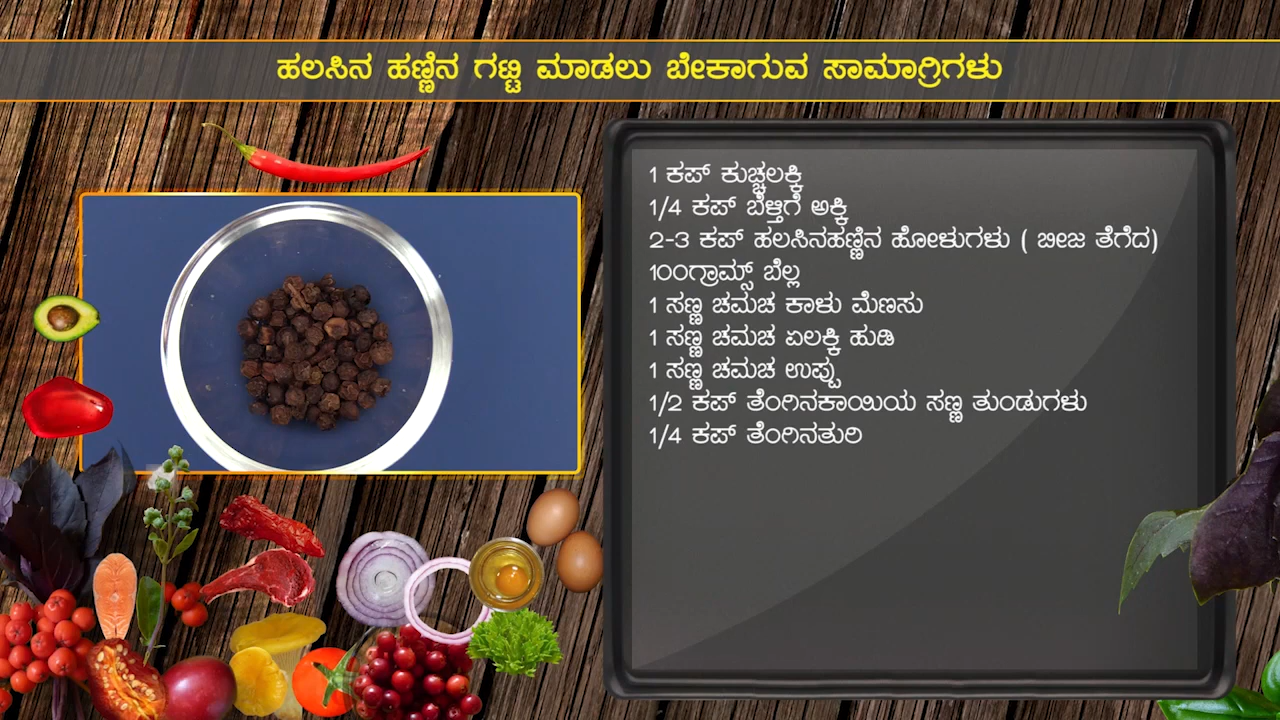 ಹಲಸಿನ ಹಣ್ಣಿನ ಗಟ್ಟಿ ಮಾಡಲು ಬೇಕಾಗುವ ಸಾಮಾಗ್ರಿಗಳು
1 ಕಪ್ ಕುಚ್ಚಲಕ್ಕಿ
1/4 ಕಪ್ ಬೆಳ್ತಿಗೆ ಅಕ್ಕಿ
2-3 ಕಪ್ ಹಲಸಿನಹಣ್ಣಿನ ಹೋಳುಗಳು ( ಬೀಜ ತೆಗೆದ)
100ಗ್ರಾಮ್ಸ್ ಬೆಲ್ಲ
1 ಸಣ್ಣ ಚಮಚ ಕಾಳು ಮೆಣಸು
1 ಸಣ್ಣ ಚಮಚ ಏಲಕ್ಕಿ ಹುಡಿ
1 ಸಣ್ಣ ಚಮಚ ಉಪ್ಪು
1/2 ಕಪ್ ತೆಂಗಿನಕಾಯಿಯ ಸಣ್ಣ ತುಂಡುಗಳು
1/4 ಕಪ್ ತೆಂಗಿನತುರಿ